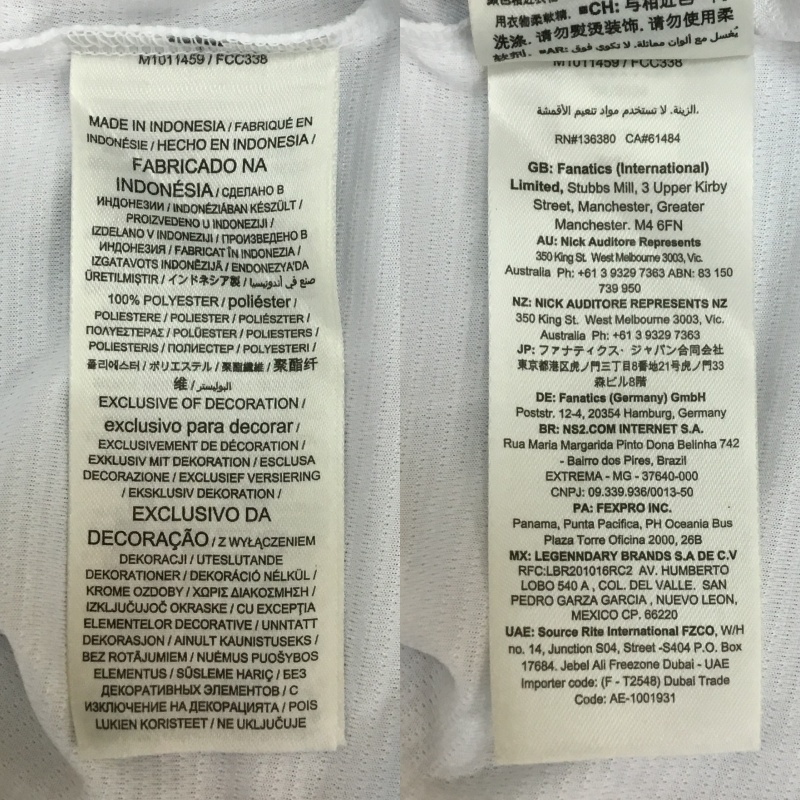 M1011459 / FCC338
MADE IN INDONESIA / FABRIQUÉ EN
INDONÉSIE / HECHO EN INDONESIA /
FABRICADO NA
INDONÉSIA / СДЕЛАНО В
ИНДОНЕЗИИ / INDONÉZIÁBAN KÉSZÜLT /
PROIZVEDENO U INDONEZIJI /
IZDELANO V INDONEZIJI / ПРОИЗВЕДЕНО В
ИНДОНЕЗИЯ / FABRICAT ÎN INDONEZIA /
IZGATAVOTS INDONĒZIJĀ / ENDONEZYA'DA
ÜRETILMIŞTIR / インドネシア製 / صنع في أندونيسيا /
100% POLYESTER / poliéster /
POLIESTERE / POLIESTER / POLIÉSZTER /
ΠΟΛΥΕΣΤΕΡΑΣ / POLÜESTER / POLIESTERS /
POLIESTERIS / ПОЛИЕСТЕР / POLYESTERI /
폴리에스터 / ポリエステル / 聚酯纖維 / 聚酯纤
维 / البوليستر /
EXCLUSIVE OF DECORATION /
exclusivo para decorar /
EXCLUSIVEMENT DE DÉCORATION /
EXKLUSIV MIT DEKORATION / ESCLUSA
DECORAZIONE / EXCLUSIEF VERSIERING
/ EKSKLUSIV DEKORATION /
EXCLUSIVO DA
DECORAÇÃO / Z WYŁĄCZENIEM
DEKORACJI / UTESLUTANDE
DEKORATIONER / DEKORÁCIÓ NÉLKÜL /
KROME OZDOBY / ΧΩΡΙΣ ΔΙΑΚΟΣΜΗΣΗ /
IZKLJUČUJOČ OKRASKE / CU EXCEPŢIA
ELEMENTELOR DECORATIVE / UNNTATT
DEKORASJON / AINULT KAUNISTUSEKS /
BEZ ROTĀJUMIEM / NUĖMUS PUOŠYBOS
ELEMENTUS / SÜSLEME HARIÇ / БЕЗ
ДЕКОРАТИВНЫХ ЭЛЕМЕНТОВ / С
ИЗКЛЮЧЕНИЕ НА ДЕКОРАЦИЯТА / POIS
LUKIEN KORISTEET / NE UKLJUČUJE
用衣物柔軟精. ■CH: 与相近色
洗涤. 请勿熨烫装饰. 请勿使用柔
■AR: يُغسل مع ألوان مماثلة. لا تكوى فوق
M1011459 / FCC338
الزينة. لا تستخدم مواد تنعيم الأقمشة.
RN#136380 CA#61484
GB: Fanatics (International)
Limited, Stubbs Mill, 3 Upper Kirby
Street, Manchester, Greater
Manchester. M4 6FN
AU: Nick Auditore Represents
350 King St. West Melbourne 3003, Vic.
Australia Ph: +61 3 9329 7363 ABN: 83 150
739 950
NZ: NICK AUDITORE REPRESENTS NZ
350 King St. West Melbourne 3003, Vic.
Australia Ph: +61 3 9329 7363
JP: ファナティクス・ジャパン合同会社
東京都港区虎ノ門三丁目8番地21号虎ノ門33
森ビル8階
DE: Fanatics (Germany) GmbH
Poststr. 12-4, 20354 Hamburg, Germany
BR: NS2.COM INTERNET S.A.
Rua Maria Margarida Pinto Dona Belinha 742
- Bairro dos Pires, Brazil
EXTREMA - MG - 37640-000
CNPJ: 09.339.936/0013-50
PA: FEXPRO INC.
Panama, Punta Pacifica, PH Oceania Bus
Plaza Torre Oficina 2000, 26B
MX: LEGENNDARY BRANDS S.A DE C.V
RFC:LBR201016RC2 AV. HUMBERTO
LOBO 540 A , COL. DEL VALLE. SAN
PEDRO GARZA GARCIA , NUEVO LEON,
MEXICO CP. 66220
UAE: Source Rite International FZCO, W/H
no. 14, Junction S04, Street -S404 P.O. Box
17684. Jebel Ali Freezone Dubai - UAE
Importer code: (F - T2548) Dubai Trade
Code: AE-1001931